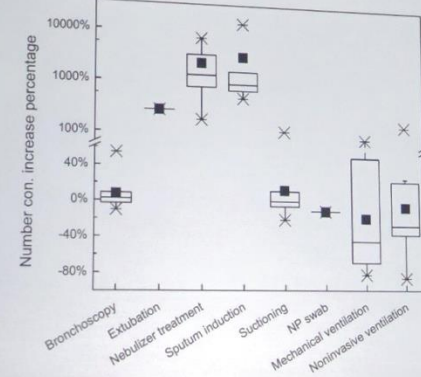 Number con. increase percentage
10000%
1000%
100%
40%
0%
-40%
-80%
Bronchoscopy
Extubation
Nebulizer treatment
Sputum induction
Suctioning
NP swab
Mechanical ventilation
Noninvasive ventilation